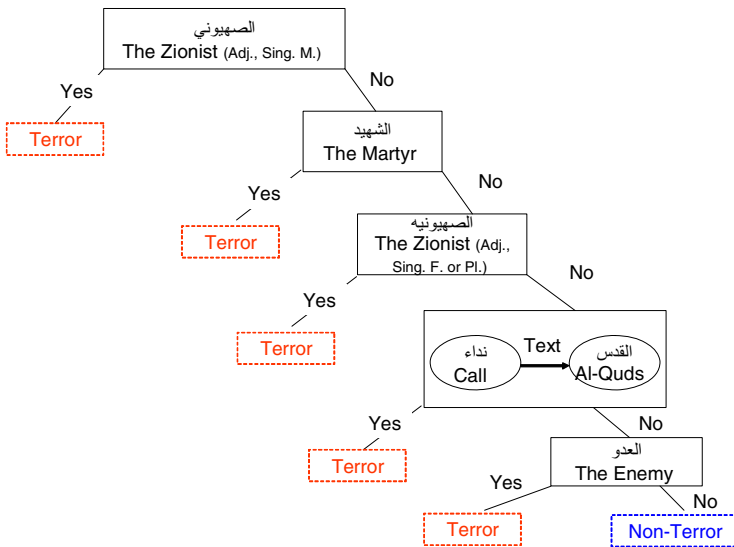 الصهيوني
The Zionist (Adj., Sing. M.)
Yes
No
Terror
الشهيد
The Martyr
Yes
No
Terror
الصهيونيه
The Zionist (Adj.,
Sing. F. or Pl.)
Yes
No
Terror
نداء
Call
Text
القدس
Al-Quds
Yes
No
Terror
العدو
The Enemy
Yes
No
Terror
Non-Terror